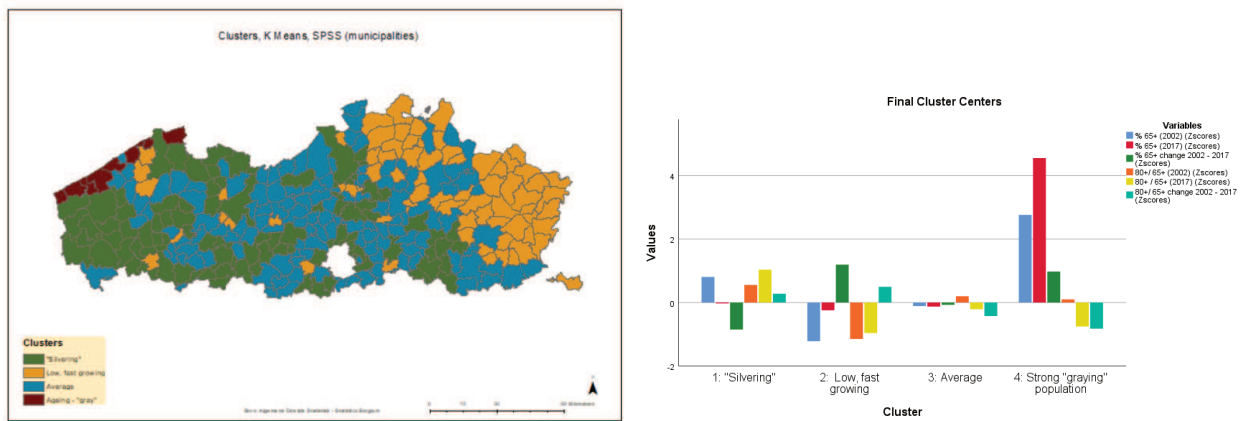 Clusters, K Means, SPSS (municipalities)
Clusters
"Silvering"
Low, fast growing
Average
Ageing - "gray"
Final Cluster Centers
Values
4
2
0
-2
1: "Silvering"
2: Low, fast
growing
3: Average
4: Strong "graying"
population
Cluster
Variables
% 65+ (2002) (Zscores)
% 65+ (2017) (Zscores)
% 65+ change 2002 - 2017
(Zscores)
80+/ 65+ (2002) (Zscores)
80+/ 65+ (2017) (Zscores)
80+/ 65+ change 2002 - 2017
(Zscores)